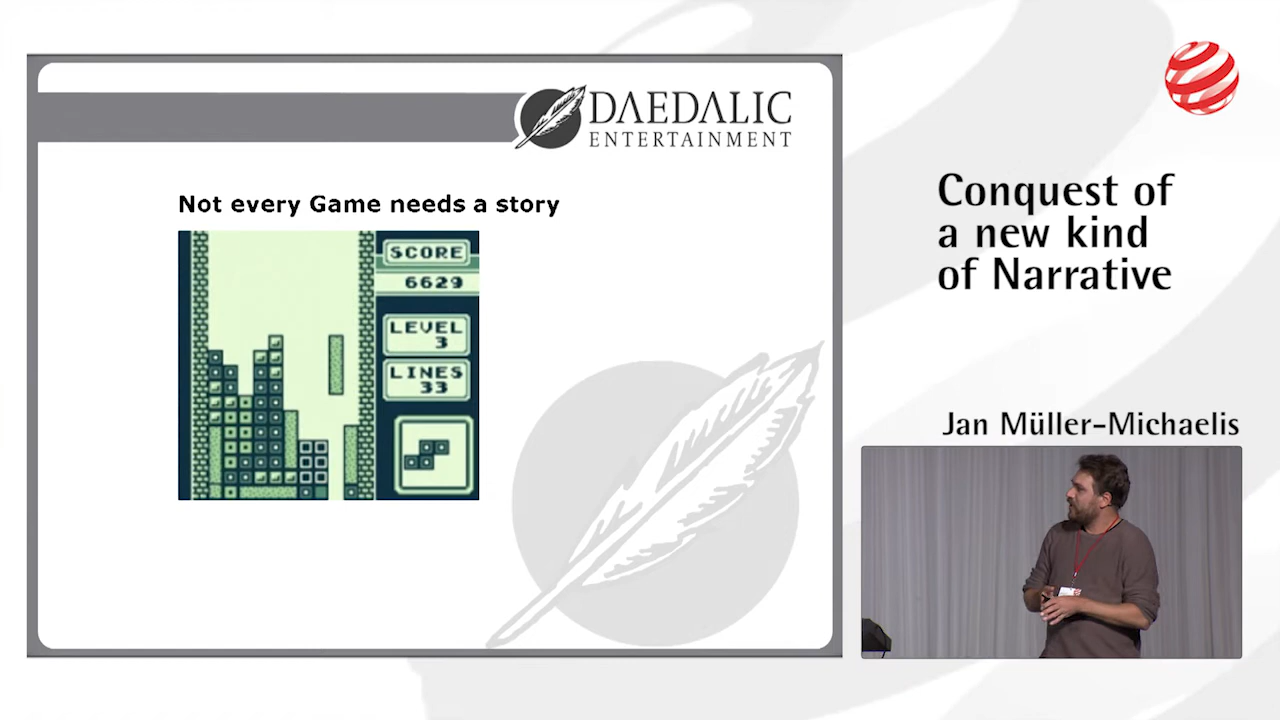 DAEDALIC
ENTERTAINMENT
Not every Game needs a story
SCORE
6629
LEVEL
3
LINES
33
Conquest of
a new kind
of Narrative
Jan Müller-Michaelis